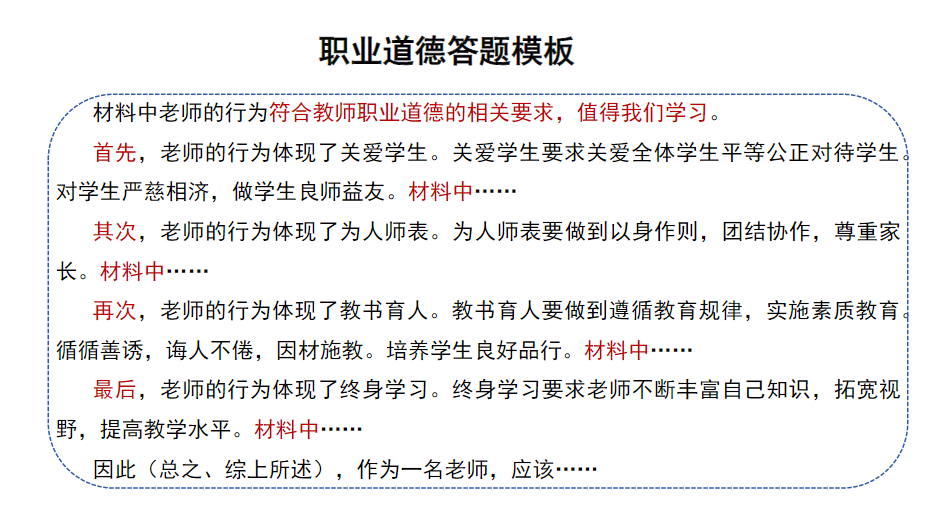 职业道德答题模板
材料中老师的行为符合教师职业道德的相关要求，值得我们学习。
首先，老师的行为体现了关爱学生。关爱学生要求关爱全体学生平等公正对待学生。
对学生严慈相济，做学生良师益友。材料中……
其次，老师的行为体现了为人师表。为人师表要做到以身作则，团结协作，尊重家
长。材料中……
再次，老师的行为体现了教书育人。教书育人要做到遵循教育规律，实施素质教育。
循循善诱，诲人不倦，因材施教。培养学生良好品行。材料中……
最后，老师的行为体现了终身学习。终身学习要求老师不断丰富自己知识，拓宽视
野，提高教学水平。材料中……
因此（总之、综上所述），作为一名老师，应该……